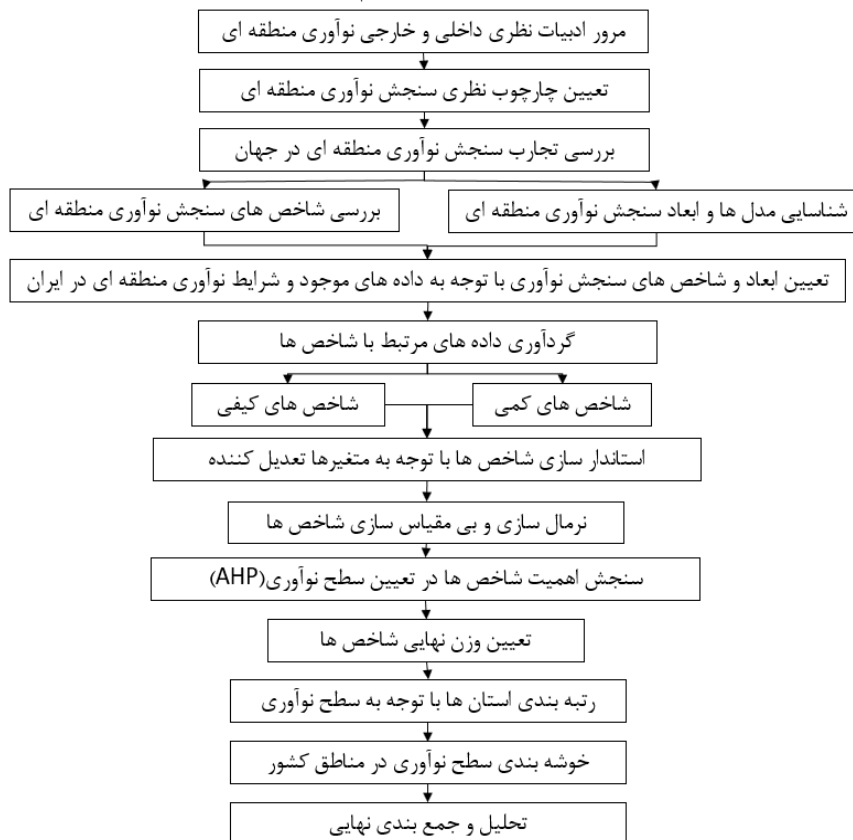 مرور ادبیات نظری داخلی و خارجی نوآوری منطقه ای
تعیین چارچوب نظری سنجش نوآوری منطقه ای
بررسی تجارب سنجش نوآوری منطقه ای در جهان
شناسایی مدل ها و ابعاد سنجش نوآوری منطقه ای
بررسی شاخص های سنجش نوآوری منطقه ای
تعیین ابعاد و شاخص های سنجش نوآوری با توجه به داده های موجود و شرایط نوآوری منطقه ای در ایران
گردآوری داده های مرتبط با شاخص ها
شاخص های کمی
شاخص های کیفی
استاندار سازی شاخص ها با توجه به متغیرها تعدیل کننده
نرمال سازی و بی مقیاس سازی شاخص ها
سنجش اهمیت شاخص ها در تعیین سطح نوآوری(AHP)
تعیین وزن نهایی شاخص ها
رتبه بندی استان ها با توجه به سطح نوآوری
خوشه بندی سطح نوآوری در مناطق کشور
تحلیل و جمع بندی نهایی